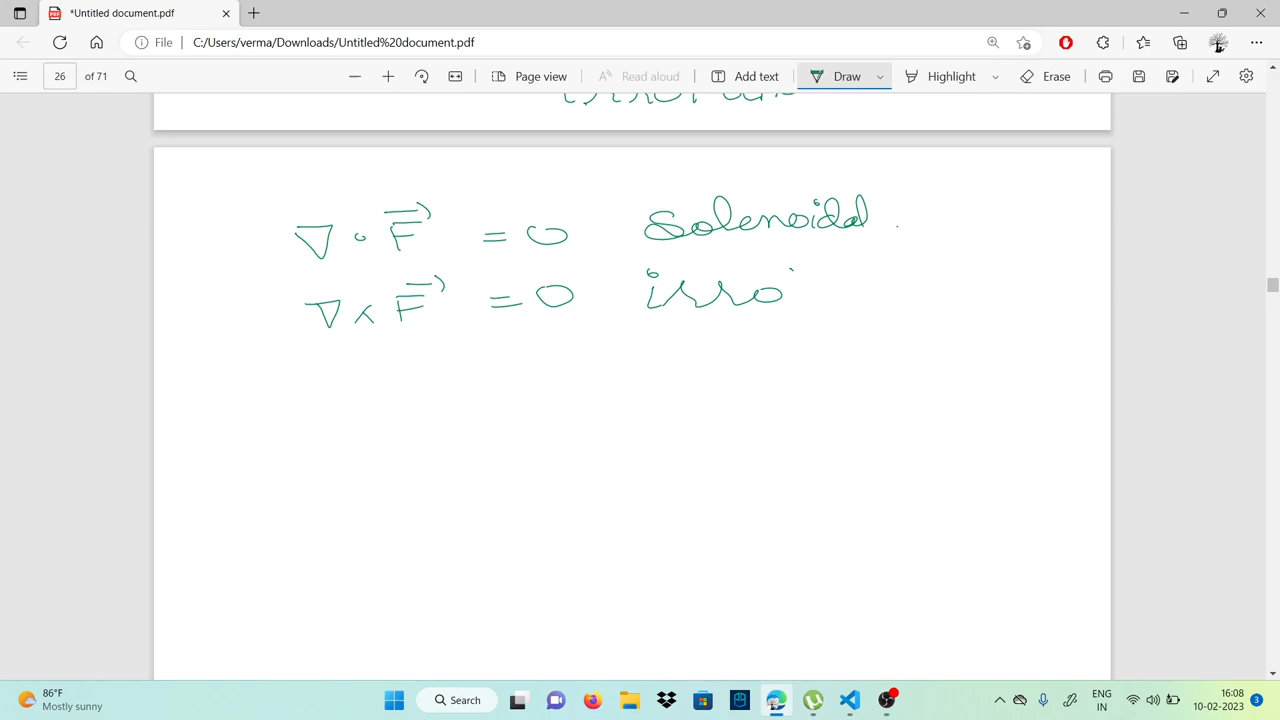 *Untitled document.pdf
File | C:/Users/verma/Downloads/Untitled%20document.pdf
26 of 71 Page view Read aloud Add text Draw Highlight Erase
∇ · F⃗ = 0 Solenoidal .
∇ × F⃗ = 0 irro
86°F
Mostly sunny
Search
ENG
IN
16:08
10-02-2023
3